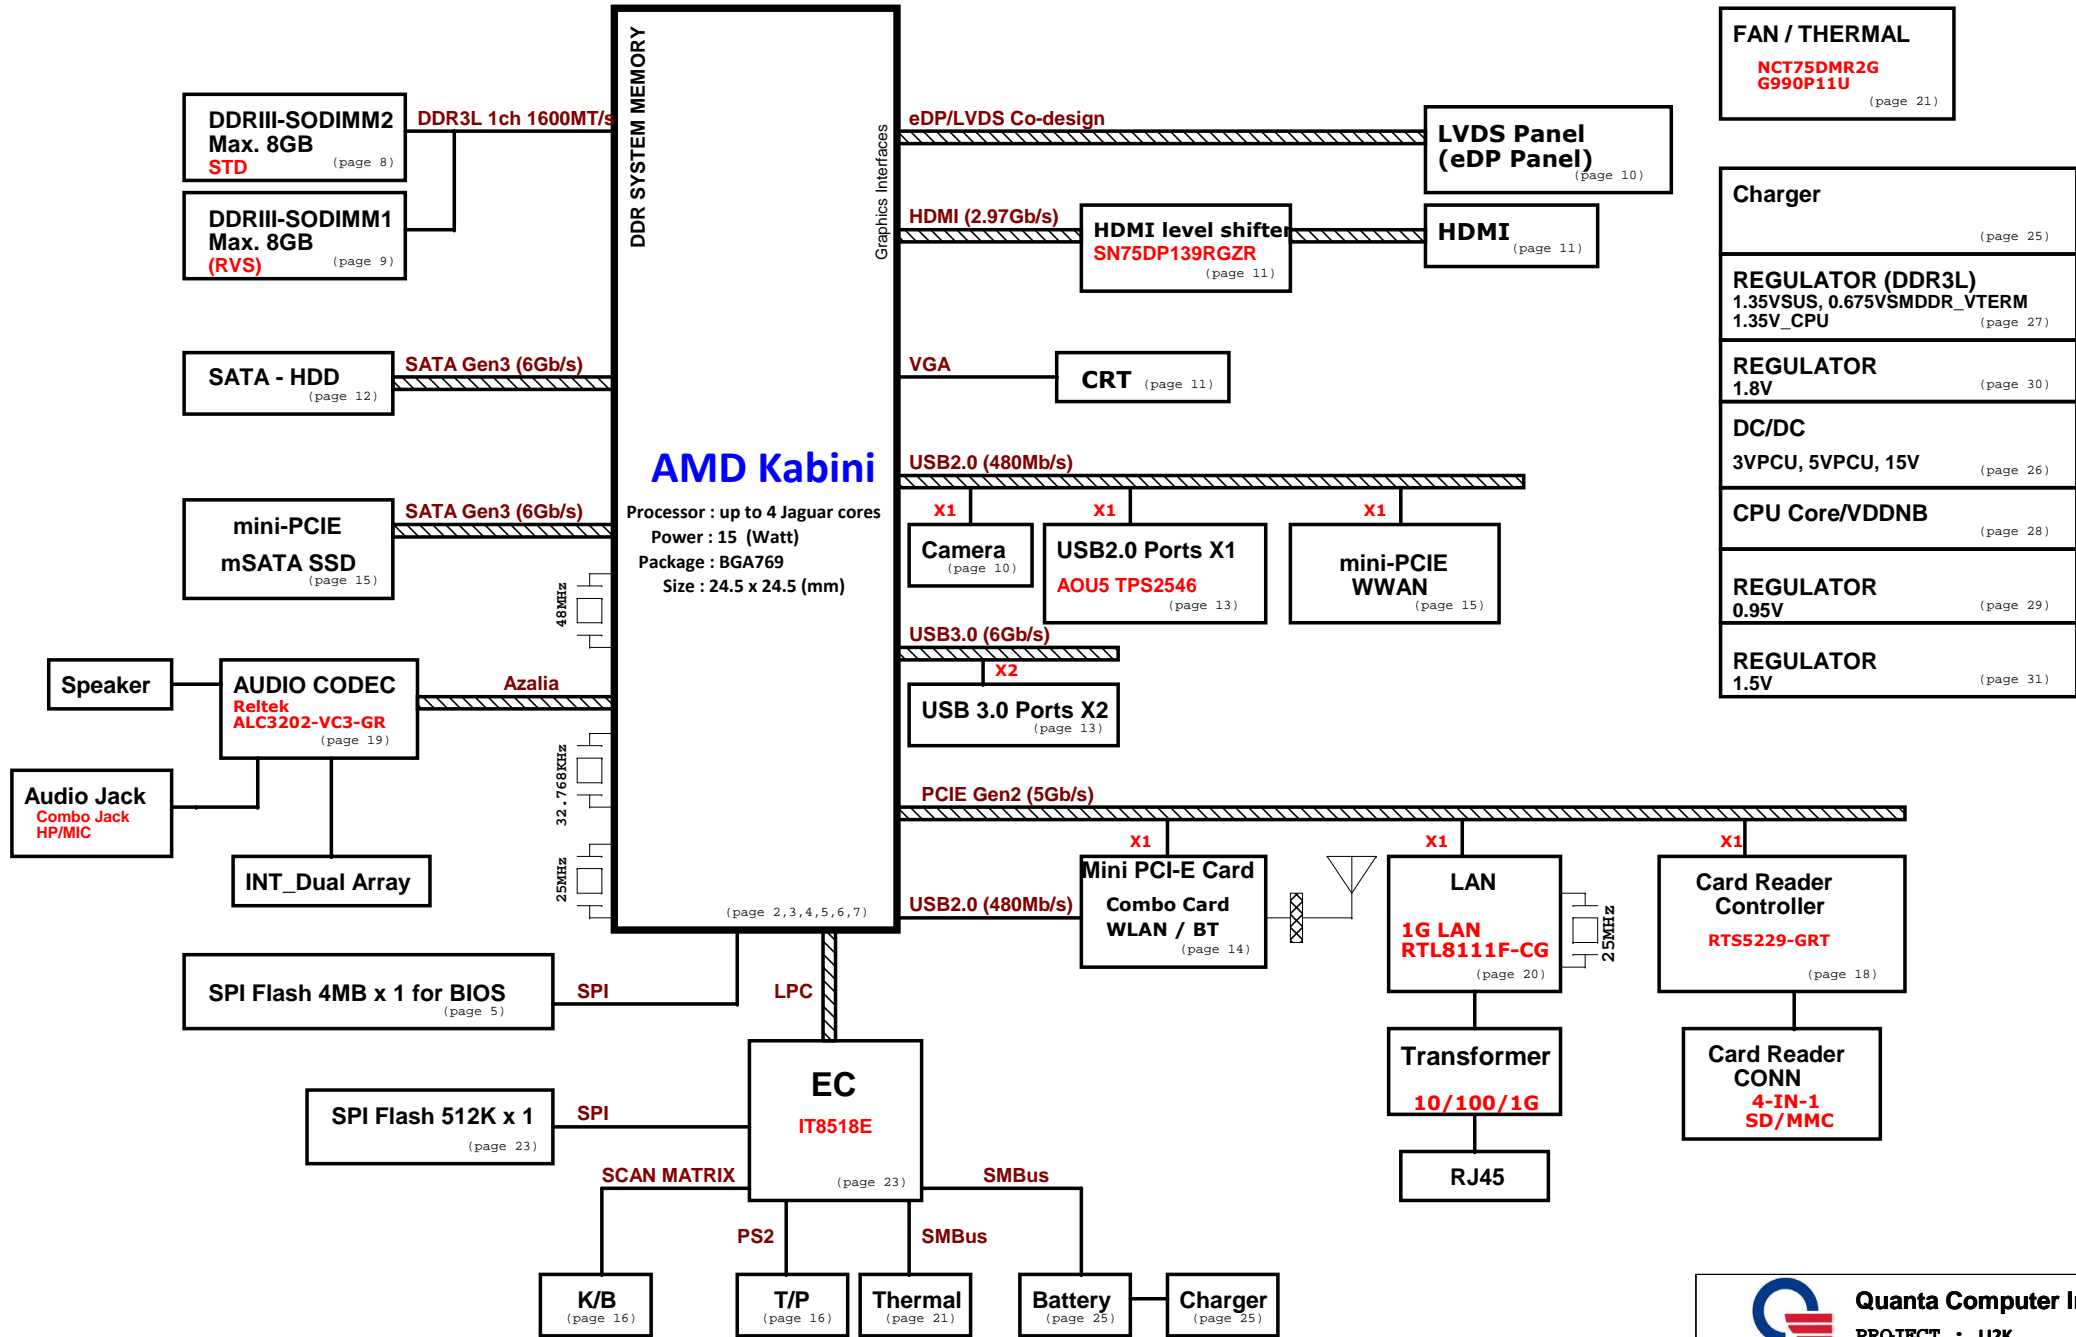 DDRIII-SODIMM2
Max. 8GB
STD
(page 8)
DDR3L 1ch 1600MT/s
DDRIII-SODIMM1
Max. 8GB
(RVS)
(page 9)
SATA - HDD
(page 12)
SATA Gen3 (6Gb/s)
mini-PCIE
mSATA SSD
(page 15)
SATA Gen3 (6Gb/s)
48MHz
Speaker
AUDIO CODEC
Reltek
ALC3202-VC3-GR
(page 19)
Azalia
32.768KHz
Audio Jack
Combo Jack
HP/MIC
INT_Dual Array
25MHz
DDR SYSTEM MEMORY
Graphics Interfaces
AMD Kabini
Processor : up to 4 Jaguar cores
Power : 15 (Watt)
Package : BGA769
Size : 24.5 x 24.5 (mm)
(page 2,3,4,5,6,7)
eDP/LVDS Co-design
LVDS Panel
(eDP Panel)
(page 10)
HDMI (2.97Gb/s)
HDMI level shifter
SN75DP139RGZR
(page 11)
HDMI
(page 11)
VGA
CRT
(page 11)
USB2.0 (480Mb/s)
X1
X1
X1
Camera
(page 10)
USB2.0 Ports X1
AOU5 TPS2546
(page 13)
mini-PCIE
WWAN
(page 15)
USB3.0 (6Gb/s)
X2
USB 3.0 Ports X2
(page 13)
PCIE Gen2 (5Gb/s)
X1
X1
X1
Mini PCI-E Card
Combo Card
WLAN / BT
(page 14)
USB2.0 (480Mb/s)
LAN
1G LAN
RTL8111F-CG
(page 20)
25MHz
Card Reader
Controller
RTS5229-GRT
(page 18)
Transformer
10/100/1G
RJ45
Card Reader
CONN
4-IN-1
SD/MMC
SPI Flash 4MB x 1 for BIOS
(page 5)
SPI
LPC
EC
IT8518E
(page 23)
SPI Flash 512K x 1
(page 23)
SPI
SCAN MATRIX
PS2
SMBus
SMBus
K/B
(page 16)
T/P
(page 16)
Thermal
(page 21)
Battery
(page 25)
Charger
(page 25)
FAN / THERMAL
NCT75DMR2G
G990P11U
(page 21)
Charger
(page 25)
REGULATOR (DDR3L)
1.35VSUS, 0.675VSMDDR_VTERM
1.35V_CPU
(page 27)
REGULATOR
1.8V
(page 30)
DC/DC
3VPCU, 5VPCU, 15V
(page 26)
CPU Core/VDDNB
(page 28)
REGULATOR
0.95V
(page 29)
REGULATOR
1.5V
(page 31)
Quanta Computer
PROJECT : U2K